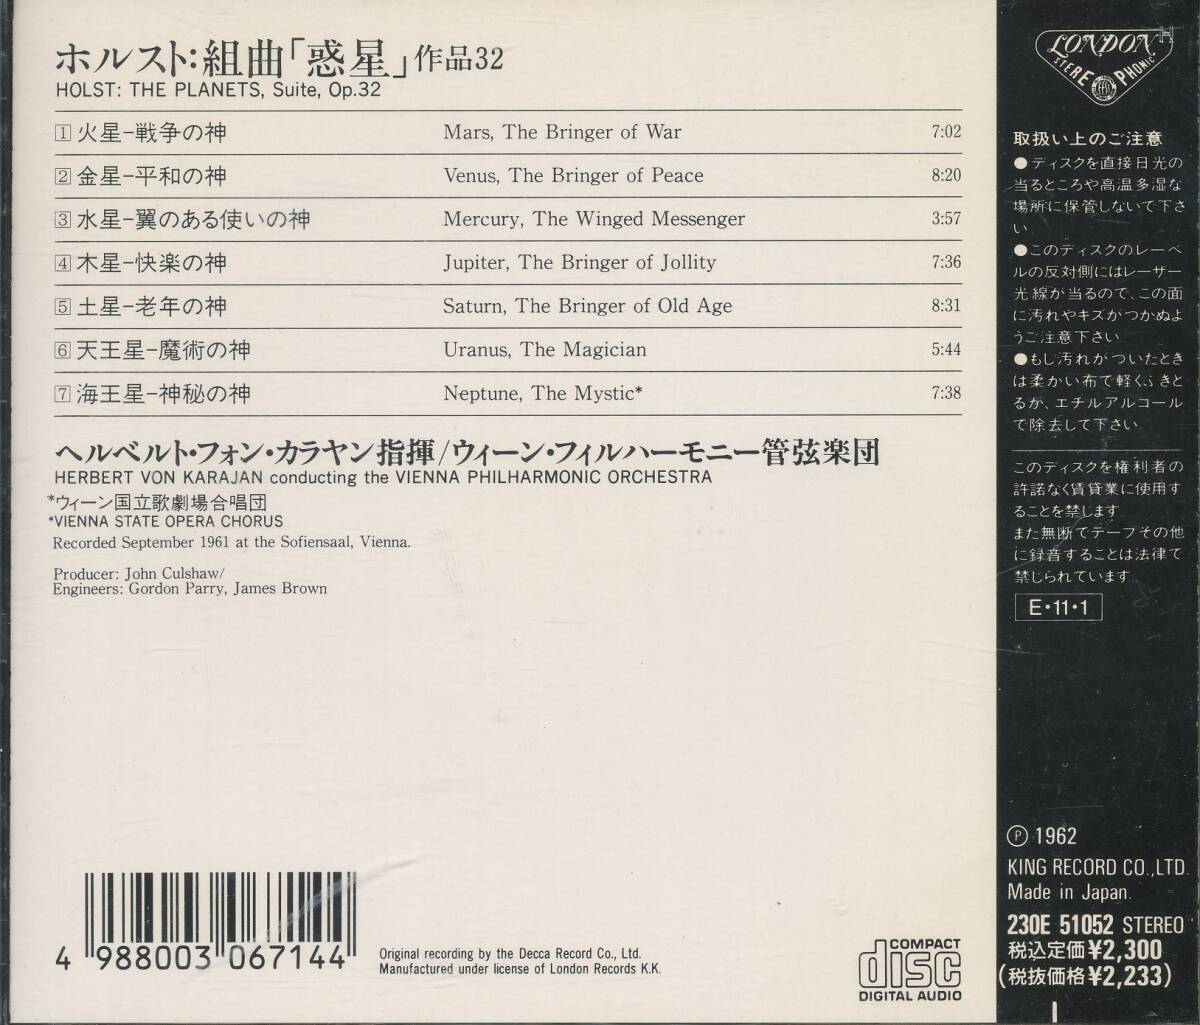 ホルスト:組曲「惑星」作品32
HOLST: THE PLANETS, Suite, Op.32
1 火星−戦争の神 Mars, The Bringer of War 7:02
2 金星−平和の神 Venus, The Bringer of Peace 8:20
3 水星−翼のある使いの神 Mercury, The Winged Messenger 3:57
4 木星−快楽の神 Jupiter, The Bringer of Jollity 7:36
5 土星−老年の神 Saturn, The Bringer of Old Age 8:31
6 天王星−魔術の神 Uranus, The Magician 5:44
7 海王星−神秘の神 Neptune, The Mystic* 7:38
ヘルベルト・フォン・カラヤン指揮/ウィーン・フィルハーモニー管弦楽団
HERBERT VON KARAJAN conducting the VIENNA PHILHARMONIC ORCHESTRA
*ウィーン国立歌劇場合唱団
*VIENNA STATE OPERA CHORUS
Recorded September 1961 at the Sofiensaal, Vienna.
Producer: John Culshaw/
Engineers: Gordon Parry, James Brown
4 988003 067144
Original recording by the Decca Record Co., Ltd.
Manufactured under license of London Records K.K.
COMPACT
disc
DIGITAL AUDIO
LONDON H
STEREOPHONIC
取扱い上のご注意
●ディスクを直接日光の
当るところや高温多湿な
場所に保管しないで下さ
い
●このディスクのレーベ
ルの反対側にはレーザー
光線が当るので、この面
に汚れやキズがつかぬよ
うご注意下さい
●もし汚れがついたとき
は柔かい布で軽くふきと
るか、エチルアルコール
で除去して下さい
このディスクを権利者の
許諾なく賃貸業に使用す
ることを禁じます
また無断でテープその他
に録音することは法律で
禁じられています
E・11・1
Ⓟ 1962
KING RECORD CO.,LTD.
Made in Japan.
230E 51052 STEREO
税込定価¥2,300
(税抜価格¥2,233)